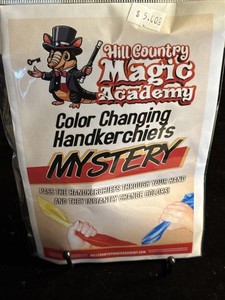 $ 5.00
Hill Country
Magic
Academy
Color Changing
Handkerchiefs
MYSTERY
PASS THE HANDKERCHIEFS THROUGH YOUR HAND
AND THEY INSTANTLY CHANGE COLORS!